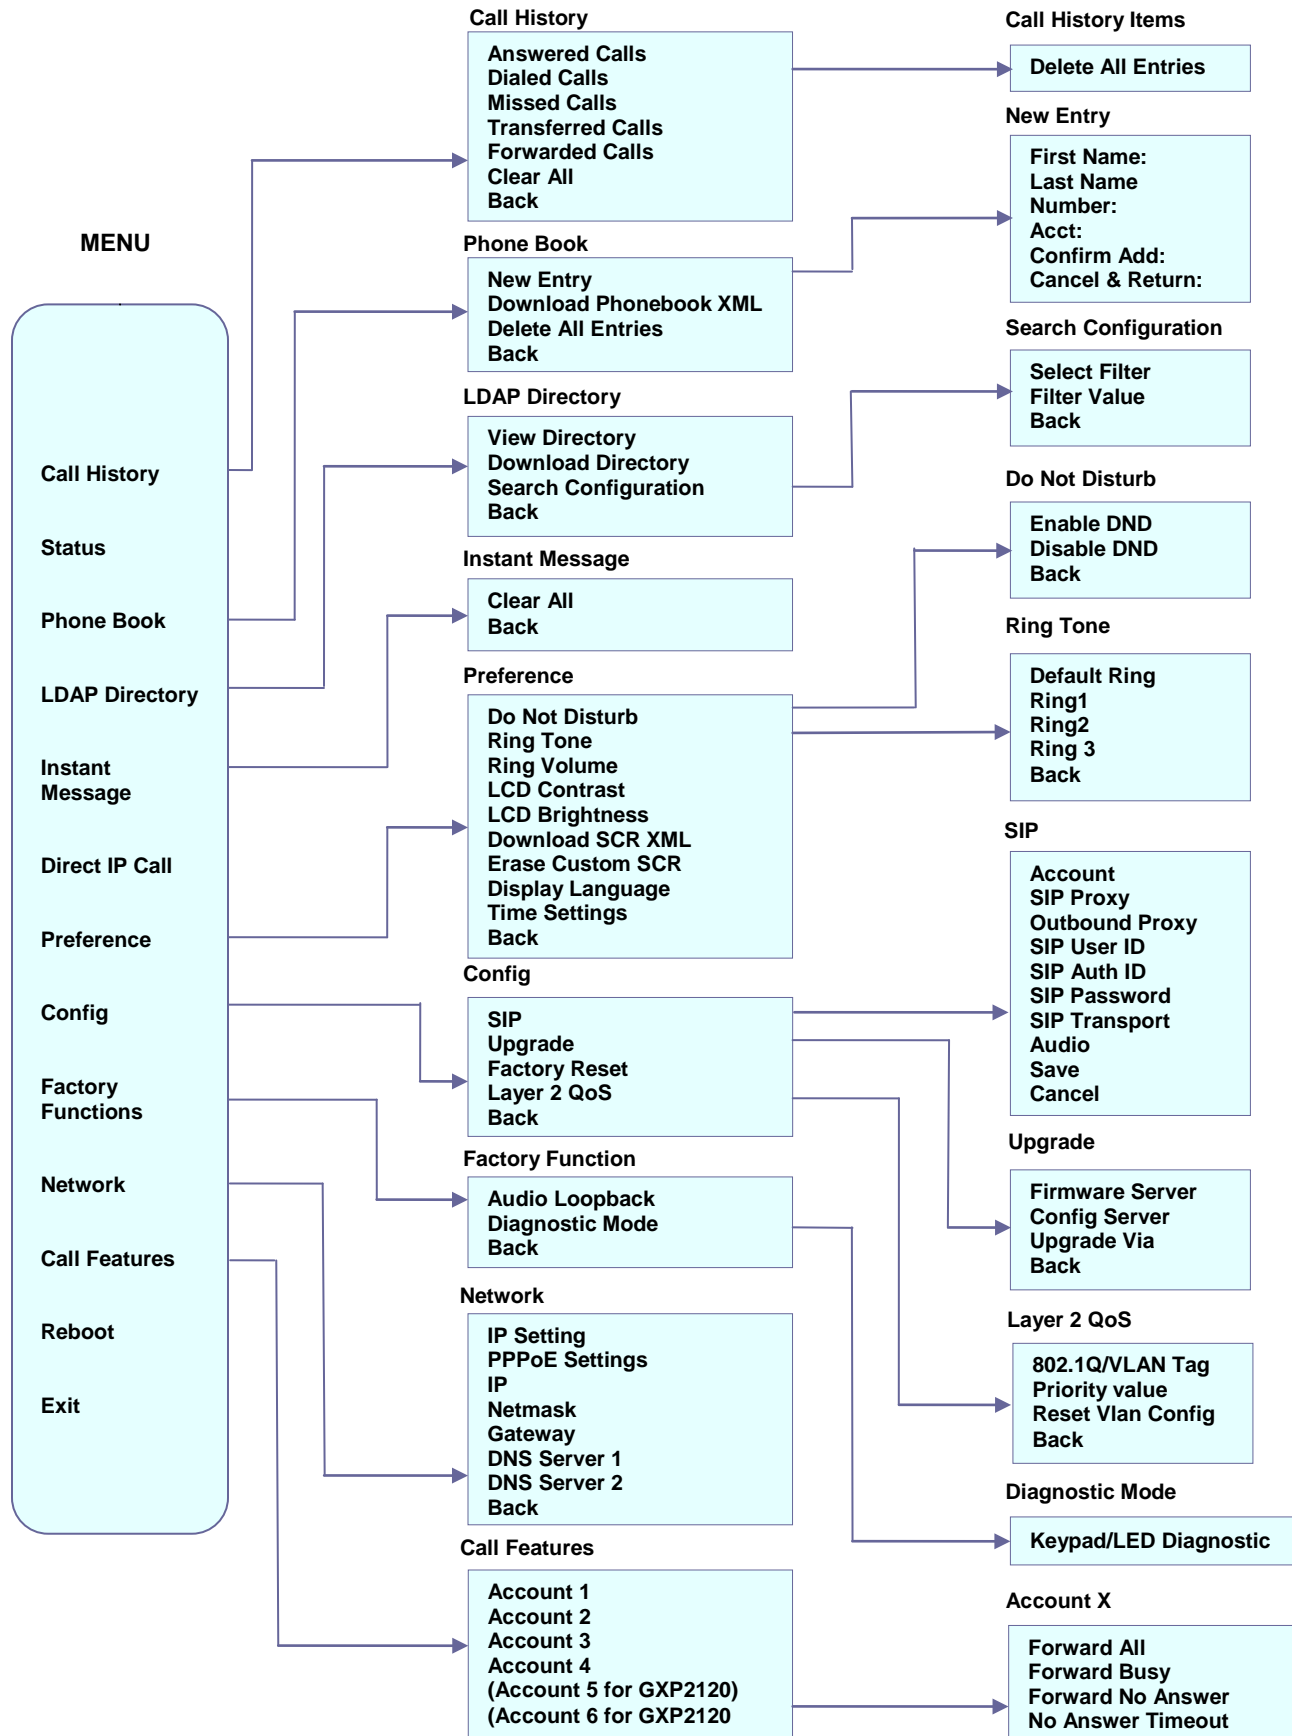 MENU
Call History
Status
Phone Book
LDAP Directory
Instant
Message
Direct IP Call
Preference
Config
Factory
Functions
Network
Call Features
Reboot
Exit
Call History
Answered Calls
Dialed Calls
Missed Calls
Transferred Calls
Forwarded Calls
Clear All
Back
Phone Book
New Entry
Download Phonebook XML
Delete All Entries
Back
LDAP Directory
View Directory
Download Directory
Search Configuration
Back
Instant Message
Clear All
Back
Preference
Do Not Disturb
Ring Tone
Ring Volume
LCD Contrast
LCD Brightness
Download SCR XML
Erase Custom SCR
Display Language
Time Settings
Back
Config
SIP
Upgrade
Factory Reset
Layer 2 QoS
Back
Factory Function
Audio Loopback
Diagnostic Mode
Back
Network
IP Setting
PPPoE Settings
IP
Netmask
Gateway
DNS Server 1
DNS Server 2
Back
Call Features
Account 1
Account 2
Account 3
Account 4
(Account 5 for GXP2120)
(Account 6 for GXP2120
Call History Items
Delete All Entries
New Entry
First Name:
Last Name
Number:
Acct:
Confirm Add:
Cancel & Return:
Search Configuration
Select Filter
Filter Value
Back
Do Not Disturb
Enable DND
Disable DND
Back
Ring Tone
Default Ring
Ring1
Ring2
Ring 3
Back
SIP
Account
SIP Proxy
Outbound Proxy
SIP User ID
SIP Auth ID
SIP Password
SIP Transport
Audio
Save
Cancel
Upgrade
Firmware Server
Config Server
Upgrade Via
Back
Layer 2 QoS
802.1Q/VLAN Tag
Priority value
Reset Vlan Config
Back
Diagnostic Mode
Keypad/LED Diagnostic
Account X
Forward All
Forward Busy
Forward No Answer
No Answer Timeout